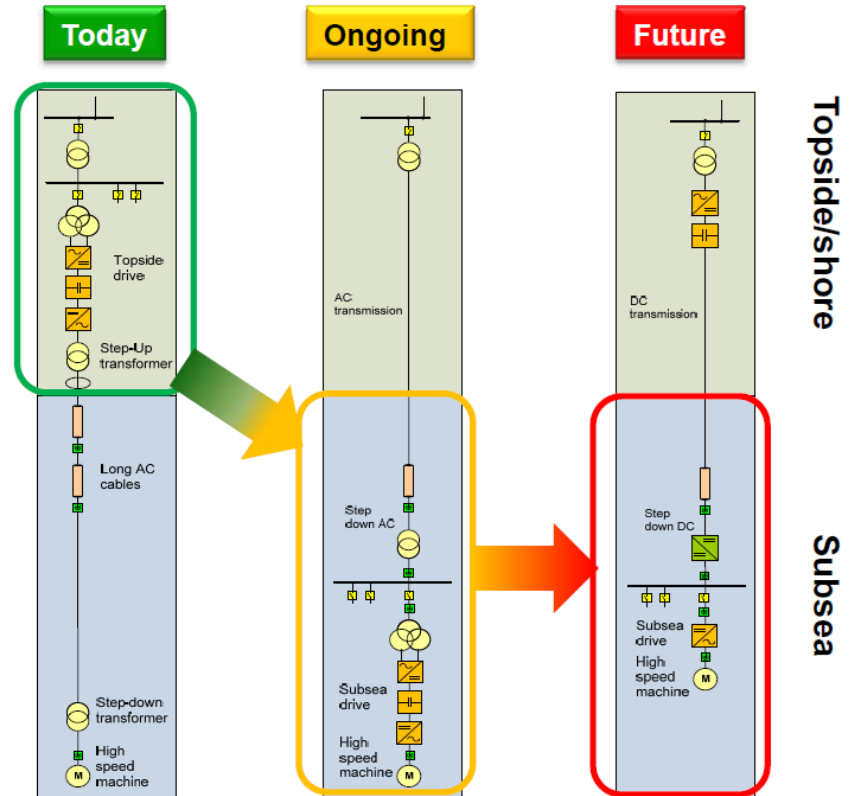 Today
Ongoing
Future
Topside/shore
Topside
drive
Step-Up
transformer
Long AC
cables
Step-down
transformer
High
speed
machine
M
AC
transmission
Step
down AC
Subsea
drive
High speed
machine
M
DC
transmission
Step
down DC
Subsea
drive
High
speed
machine
M
Subsea